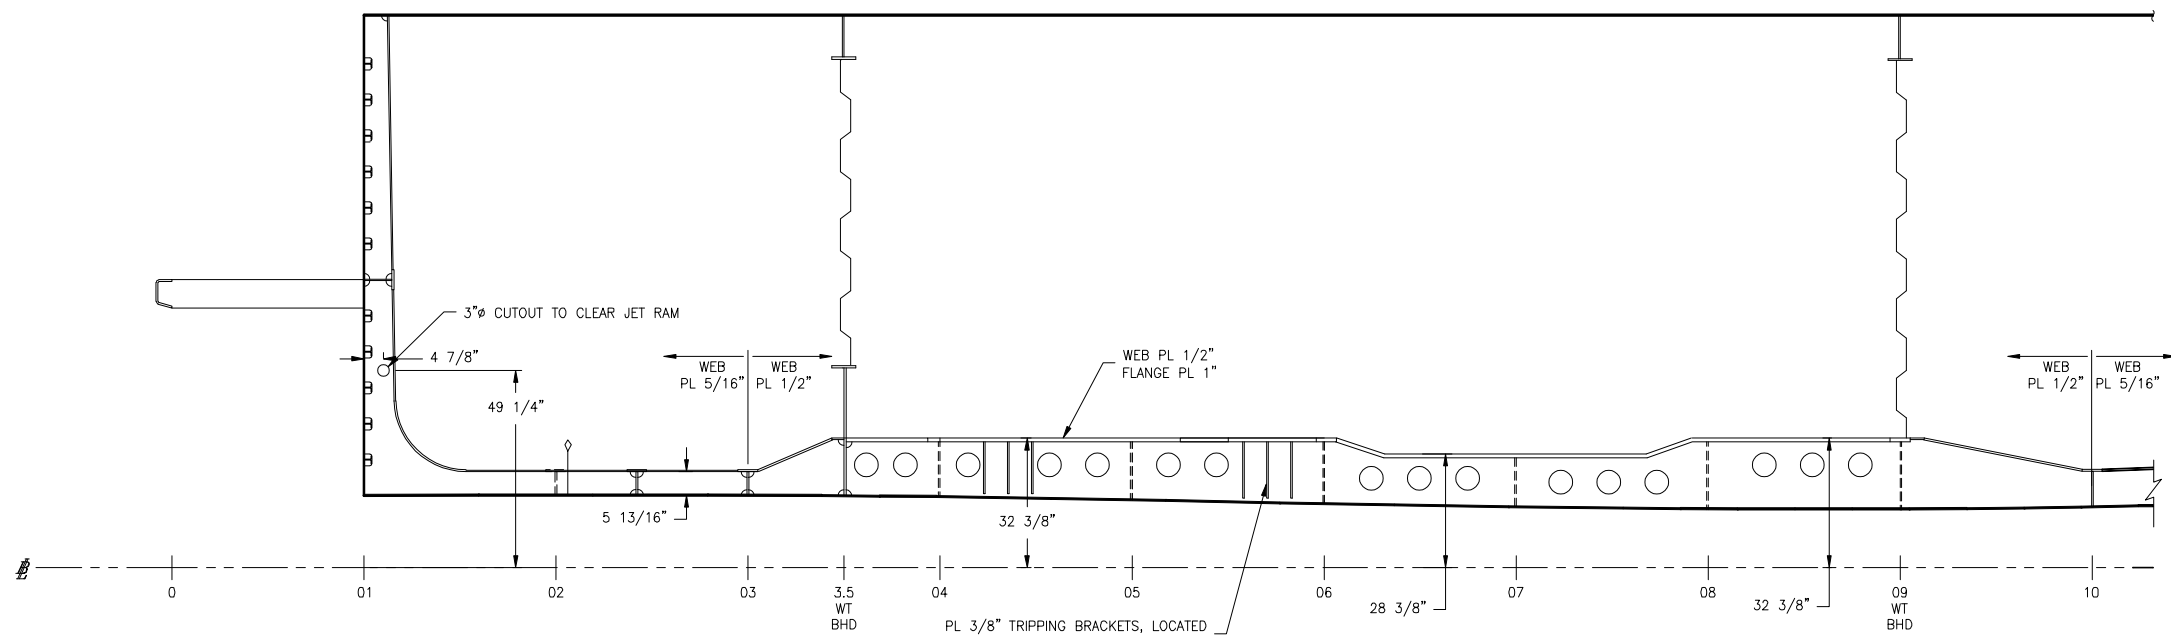 3"ø CUTOUT TO CLEAR JET RAM
4 7/8"
49 1/4"
WEB
PL 5/16"
WEB
PL 1/2"
WEB PL 1/2"
FLANGE PL 1"
WEB
PL 1/2"
WEB
PL 5/16"
5 13/16"
32 3/8"
28 3/8"
32 3/8"
0
01
02
03
3.5
WT
BHD
04
05
06
07
08
09
WT
BHD
10
PL 3/8" TRIPPING BRACKETS, LOCATED